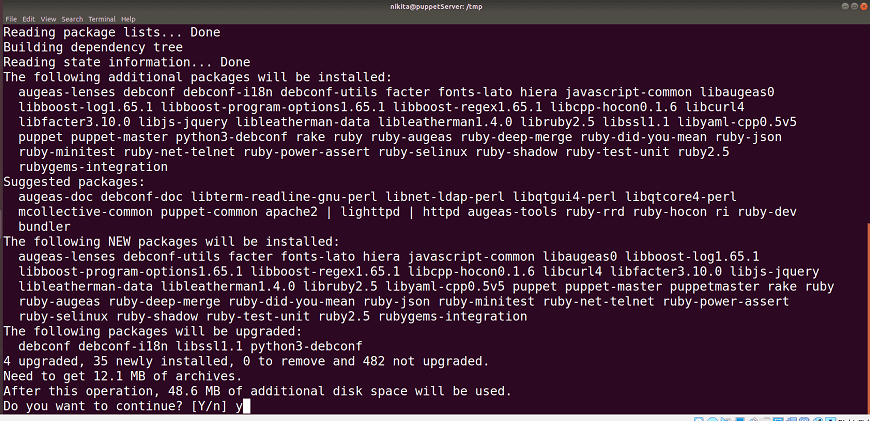 nikita@puppetServer: /tmp
File Edit View Search Terminal Help
Reading package lists... Done
Building dependency tree
Reading state information... Done
The following additional packages will be installed:
augeas-lenses debconf debconf-i18n debconf-utils facter fonts-lato hiera javascript-common libaugeas0
libboost-log1.65.1 libboost-program-options1.65.1 libboost-regex1.65.1 libcpp-hocon0.1.6 libcurl4
libfacter3.10.0 libjs-jquery libleatherman-data libleatherman1.4.0 libruby2.5 libssl1.1 libyaml-cpp0.5v5
puppet puppet-master python3-debconf rake ruby ruby-augeas ruby-deep-merge ruby-did-you-mean ruby-json
ruby-minitest ruby-net-telnet ruby-power-assert ruby-selinux ruby-shadow ruby-test-unit ruby2.5
rubygems-integration
Suggested packages:
augeas-doc debconf-doc libterm-readline-gnu-perl libnet-ldap-perl libqtgui4-perl libqtcore4-perl
mcollective-common puppet-common apache2 | lighttpd | httpd augeas-tools ruby-rrd ruby-hocon ri ruby-dev
bundler
The following NEW packages will be installed:
augeas-lenses debconf-utils facter fonts-lato hiera javascript-common libaugeas0 libboost-log1.65.1
libboost-program-options1.65.1 libboost-regex1.65.1 libcpp-hocon0.1.6 libcurl4 libfacter3.10.0 libjs-jquery
libleatherman-data libleatherman1.4.0 libruby2.5 libyaml-cpp0.5v5 puppet puppet-master puppetmaster rake ruby
ruby-augeas ruby-deep-merge ruby-did-you-mean ruby-json ruby-minitest ruby-net-telnet ruby-power-assert
ruby-selinux ruby-shadow ruby-test-unit ruby2.5 rubygems-integration
The following packages will be upgraded:
debconf debconf-i18n libssl1.1 python3-debconf
4 upgraded, 35 newly installed, 0 to remove and 482 not upgraded.
Need to get 12.1 MB of archives.
After this operation, 48.6 MB of additional disk space will be used.
Do you want to continue? [Y/n] y